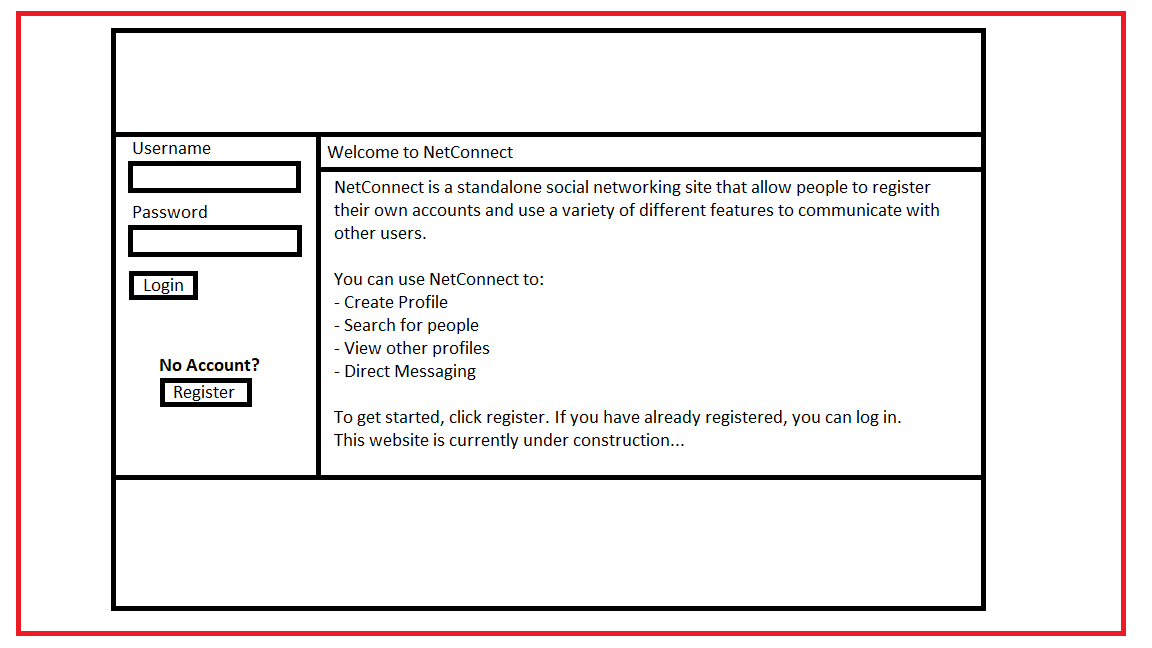 Username
Password
Login
No Account?
Register
Welcome to NetConnect
NetConnect is a standalone social networking site that allow people to register
their own accounts and use a variety of different features to communicate with
other users.
You can use NetConnect to:
- Create Profile
- Search for people
- View other profiles
- Direct Messaging
To get started, click register. If you have already registered, you can log in.
This website is currently under construction...